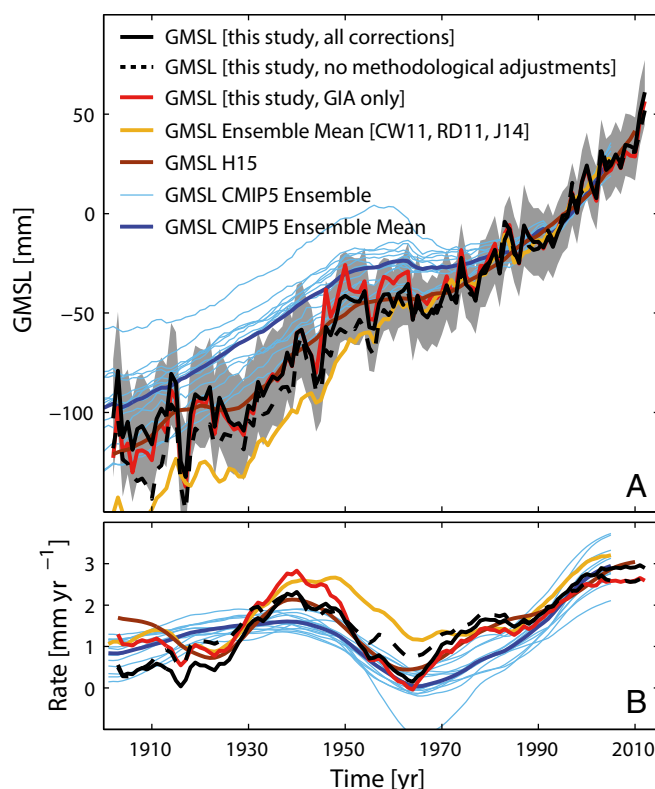 GMSL [this study, all corrections]
GMSL [this study, no methodological adjustments]
GMSL [this study, GIA only]
GMSL Ensemble Mean [CW11, RD11, J14]
GMSL H15
GMSL CMIP5 Ensemble
GMSL CMIP5 Ensemble Mean
GMSL [mm]
50
0
−50
−100
A
Rate [mm yr −1]
3
2
1
0
B
1910 1930 1950 1970 1990 2010
Time [yr]